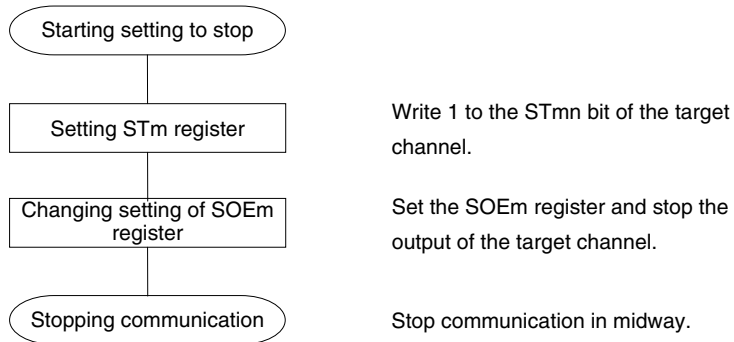 Starting setting to stop
Setting STm register
Write 1 to the STmn bit of the target
channel.
Changing setting of SOEm
register
Set the SOEm register and stop the
output of the target channel.
Stopping communication
Stop communication in midway.